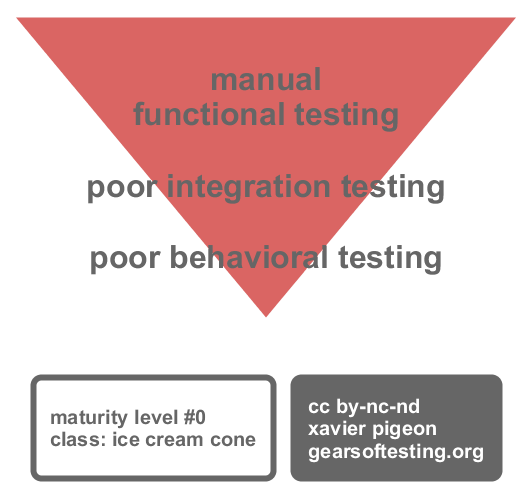 manual
functional testing
poor integration testing
poor behavioral testing
maturity level #0
class: ice cream cone
cc by-nc-nd
xavier pigeon
gearsoftesting.org